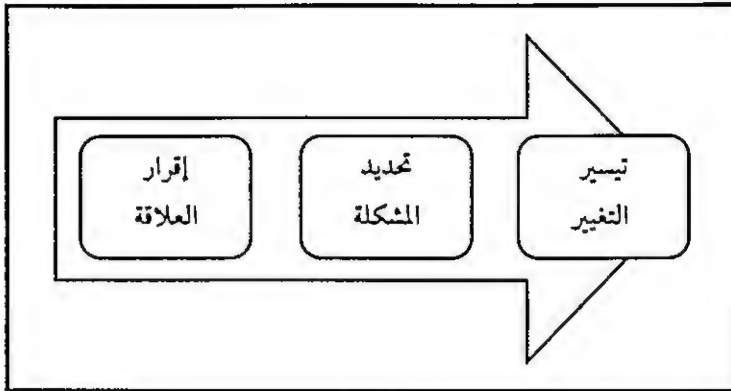 إقرار
العلاقة
تحديد
المشكلة
تيسير
التغيير